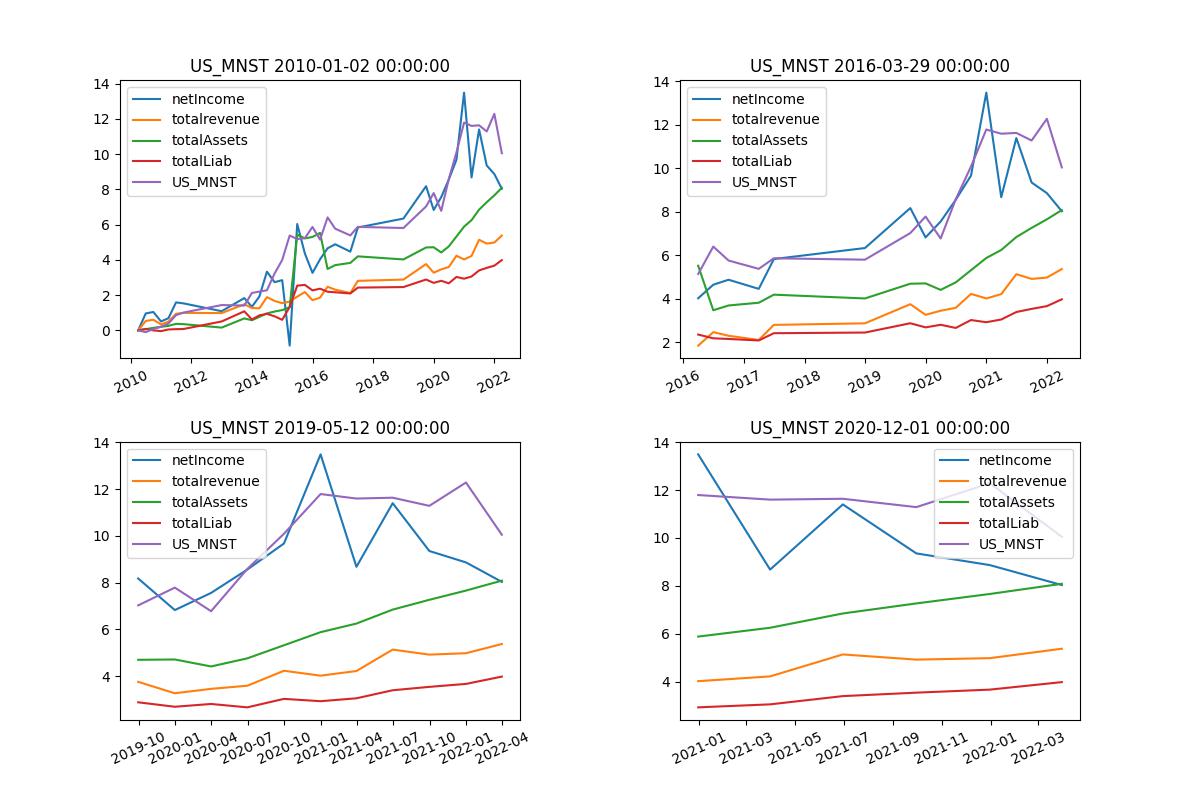 US_MNST 2010-01-02 00:00:00
14
12
10
8
6
4
2
0
netIncome
totalrevenue
totalAssets
totalLiab
US_MNST
2010
2012
2014
2016
2018
2020
2022
US_MNST 2016-03-29 00:00:00
14
12
10
8
6
4
2
netIncome
totalrevenue
totalAssets
totalLiab
US_MNST
2016
2017
2018
2019
2020
2021
2022
US_MNST 2019-05-12 00:00:00
14
12
10
8
6
4
netIncome
totalrevenue
totalAssets
totalLiab
US_MNST
2019-10
2020-01
2020-04
2020-07
2020-10
2021-01
2021-04
2021-07
2021-10
2022-01
2022-04
US_MNST 2020-12-01 00:00:00
14
12
10
8
6
4
netIncome
totalrevenue
totalAssets
totalLiab
US_MNST
2021-01
2021-03
2021-05
2021-07
2021-09
2021-11
2022-01
2022-03